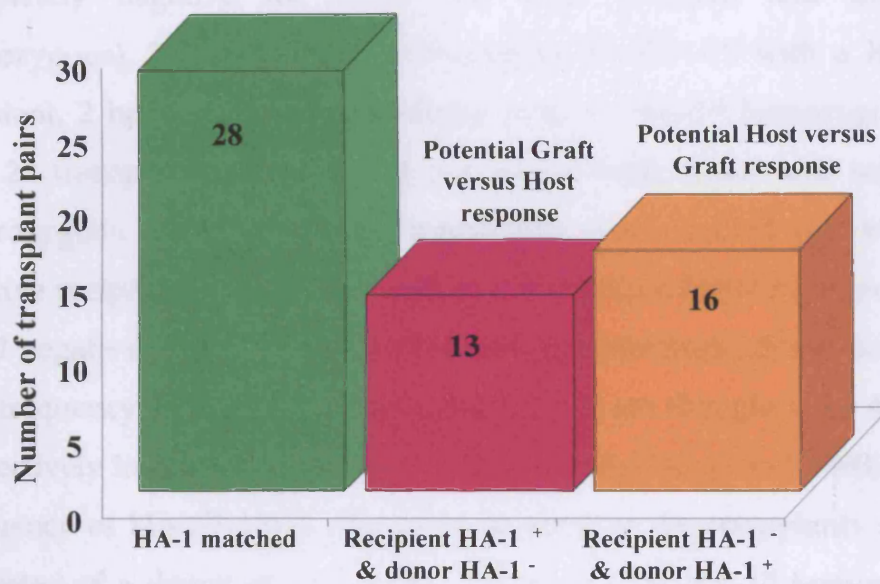 Number of transplant pairs
30
25
20
15
10
5
0
28
Potential Graft
versus Host
response
13
Potential Host versus
Graft response
16
HA-1 matched
Recipient HA-1 +
& donor HA-1 -
Recipient HA-1 -
& donor HA-1 +